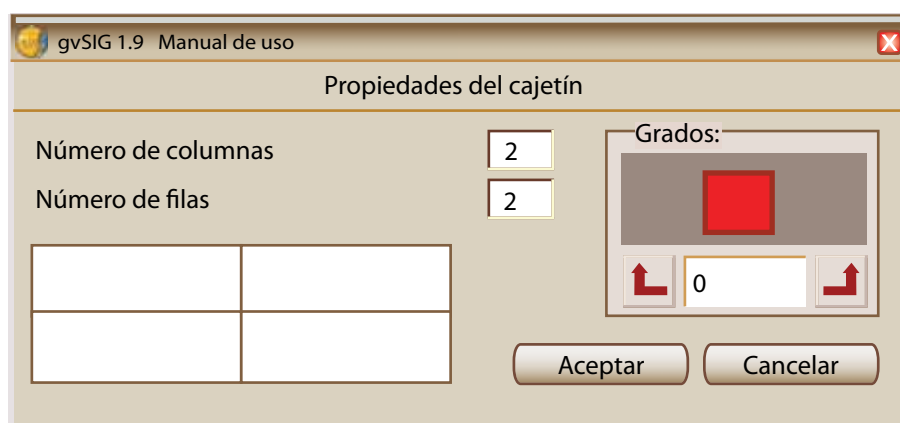 gvSIG 1.9 Manual de uso
X
Propiedades del cajetín
Número de columnas 2
Número de filas 2
Grados:
0
Aceptar Cancelar